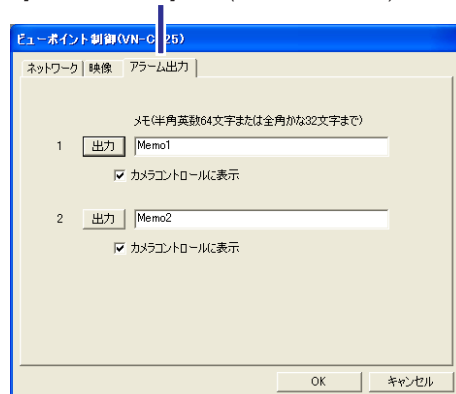 ビューポイント制御(VN-C 25)
ネットワーク 映像 アラーム出力
メモ(半角英数64文字または全角かな32文字まで)
1 出力 Memo1
カメラコントロールに表示
2 出力 Memo2
カメラコントロールに表示
OK キャンセル